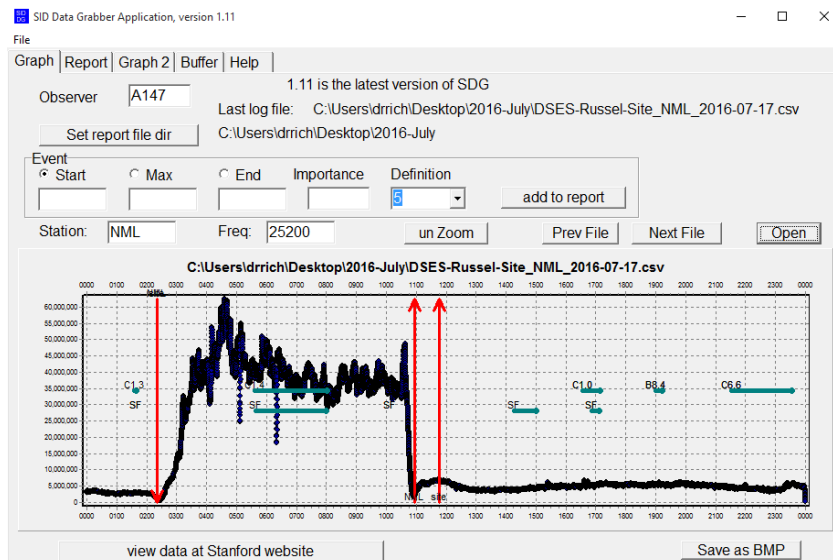 SID Data Grabber Application, version 1.11
File
Graph Report Graph 2 Buffer Help
1.11 is the latest version of SDG
Observer A147
Last log file: C:\Users\drrich\Desktop\2016-July\DSES-Russel-Site_NML_2016-07-17.csv
Set report file dir C:\Users\drrich\Desktop\2016-July
Event
Start Max End Importance Definition
5 add to report
Station: NML Freq: 25200 un Zoom Prev File Next File Open
C:\Users\drrich\Desktop\2016-July\DSES-Russel-Site_NML_2016-07-17.csv
0000 0100 0200 0300 0400 0500 0600 0700 0800 0900 1000 1100 1200 1300 1400 1500 1600 1700 1800 1900 2000 2100 2200 2300 0000
60,000,000
55,000,000
50,000,000
45,000,000
40,000,000
35,000,000
30,000,000
25,000,000
20,000,000
15,000,000
10,000,000
5,000,000
0
C1.3 C1.0 B8.4 C6.6
SF SF SF SF SF
site
0000 0100 0200 0300 0400 0500 0600 0700 0800 0900 1000 1100 1200 1300 1400 1500 1600 1700 1800 1900 2000 2100 2200 2300 0000
view data at Stanford website Save as BMP